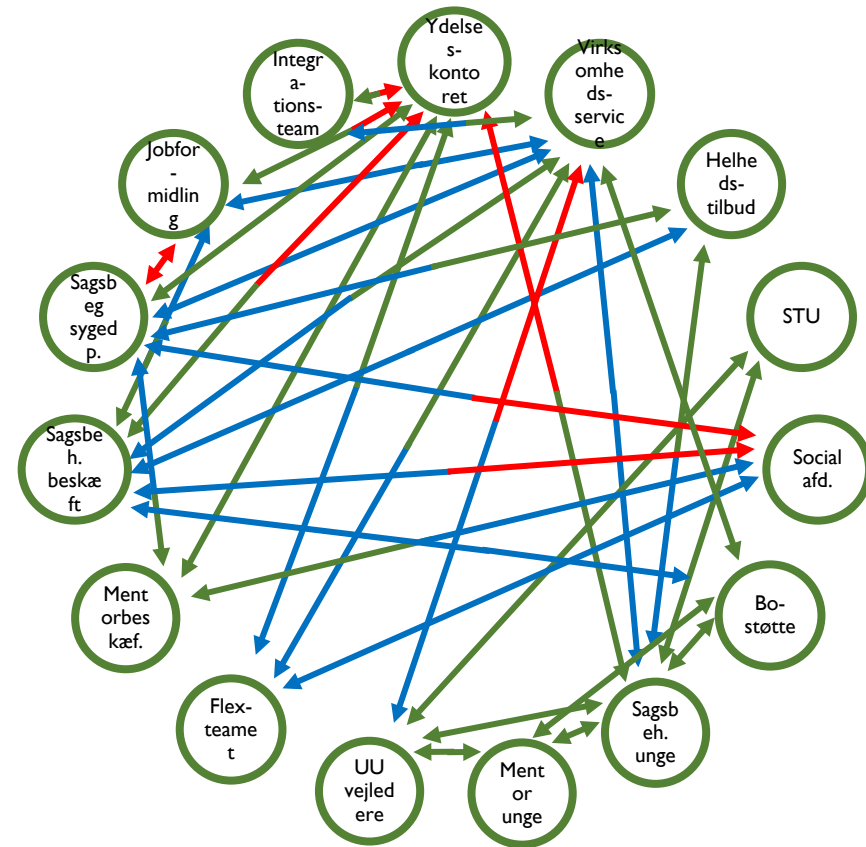 Ydelse
s-
konto
ret
Integr
a-
tions-
team
Virks
omhe
ds-
servic
e
Jobfor
-
midlin
g
Helhe
ds-
tilbud
Sagsb
eg
syged
p.
STU
Sagsbe
h.
beskæ
ft
Social
afd.
Ment
orbes
kæf.
Bo-
støtte
Flex-
teame
t
Sagsb
eh.
unge
UU
vejled
ere
Ment
or
unge